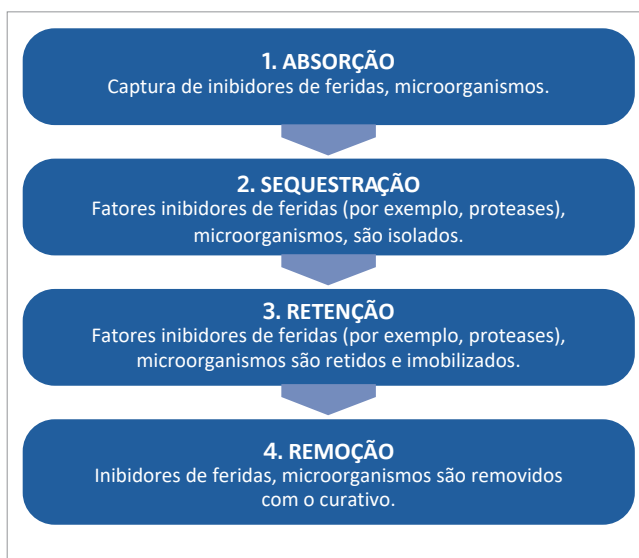 1. ABSORÇÃO
Captura de inibidores de feridas, microorganismos.
2. SEQUESTRAÇÃO
Fatores inibidores de feridas (por exemplo, proteases),
microorganismos, são isolados.
3. RETENÇÃO
Fatores inibidores de feridas (por exemplo, proteases),
microorganismos são retidos e imobilizados.
4. REMOÇÃO
Inibidores de feridas, microorganismos são removidos
com o curativo.